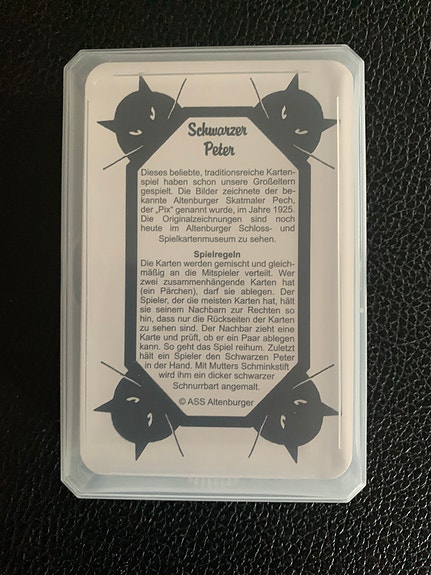 Schwarzer
Peter
Dieses beliebte, traditionsreiche Karten-
spiel haben schon unsere Großeltern
gespielt. Die Bilder zeichnete der be-
kannte Altenburger Skatmaler Pech,
der „Pix“ genannt wurde, im Jahre 1925.
Die Originalzeichnungen sind noch
heute im Altenburger Schloss- und
Spielkartenmuseum zu sehen.
Spielregeln
Die Karten werden gemischt und gleich-
mäßig an die Mitspieler verteilt. Wer
zwei zusammenhängende Karten hat
(ein Pärchen), darf sie ablegen. Der
Spieler, der die meisten Karten hat, hält
sie seinem Nachbarn zur Rechten so
hin, dass nur die Rückseiten der Karten
zu sehen sind. Der Nachbar zieht eine
Karte und prüft, ob er ein Paar ablegen
kann. So geht das Spiel reihum. Zuletzt
hält ein Spieler den Schwarzen Peter
in der Hand. Mit Mutters Schminkstift
wird ihm ein dicker schwarzer
Schnurrbart angemalt.
© ASS Altenburger